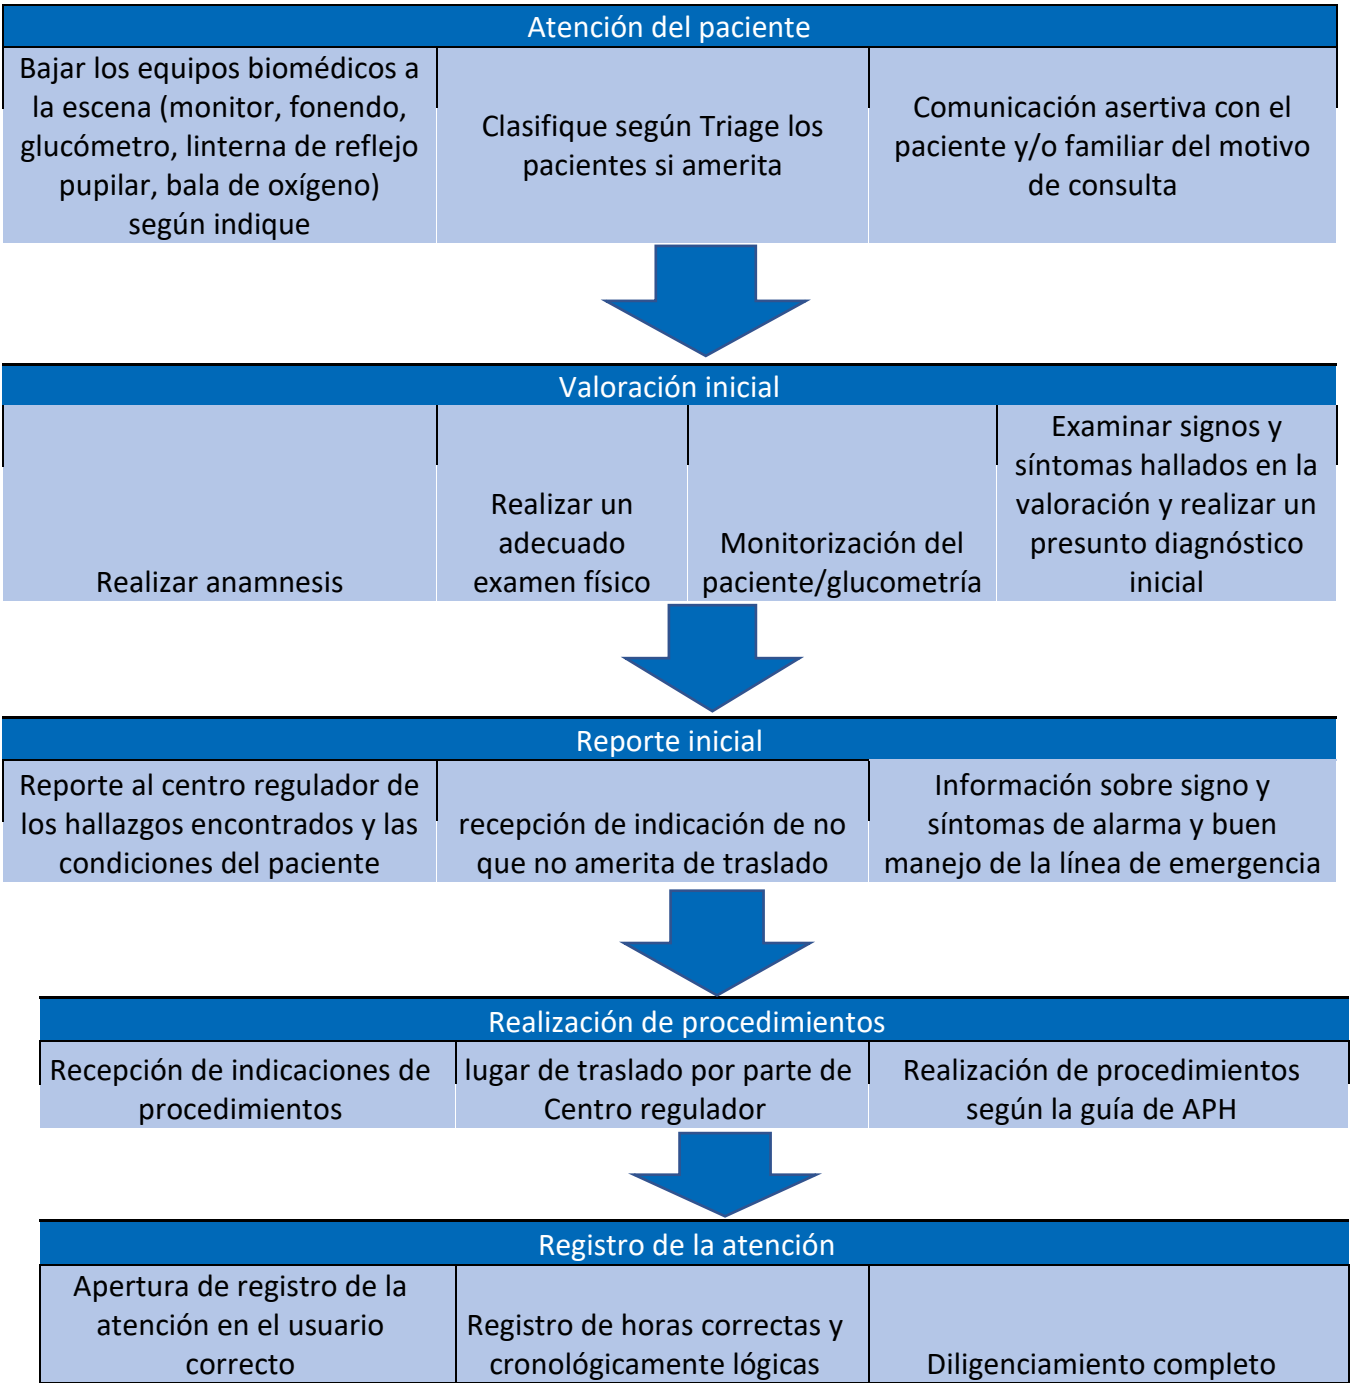 Atención del paciente
Bajar los equipos biomédicos a
la escena (monitor, fonendo,
glucómetro, linterna de reflejo
pupilar, bala de oxígeno)
según indique
Clasifique según Triage los
pacientes si amerita
Comunicación asertiva con el
paciente y/o familiar del motivo
de consulta
Valoración inicial
Realizar anamnesis
Realizar un
adecuado
examen físico
Monitorización del
paciente/glucometría
Examinar signos y
síntomas hallados en la
valoración y realizar un
presunto diagnóstico
inicial
Reporte inicial
Reporte al centro regulador de
los hallazgos encontrados y las
condiciones del paciente
recepción de indicación de no
que no amerita de traslado
Información sobre signo y
síntomas de alarma y buen
manejo de la línea de emergencia
Realización de procedimientos
Recepción de indicaciones de
procedimientos
lugar de traslado por parte de
Centro regulador
Realización de procedimientos
según la guía de APH
Registro de la atención
Apertura de registro de la
atención en el usuario
correcto
Registro de horas correctas y
cronológicamente lógicas
Diligenciamiento completo